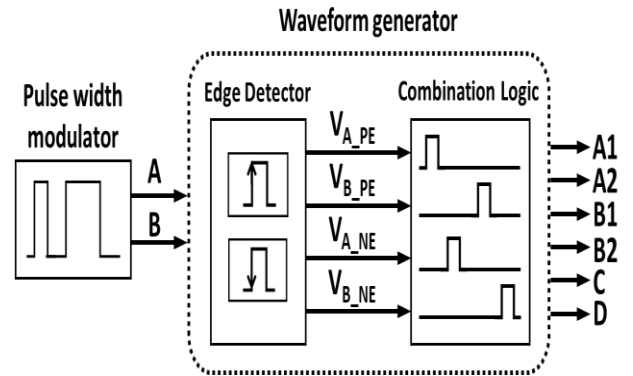 Waveform generator
Pulse width
modulator
Edge Detector
Combination Logic
A
B
V_A_PE
V_B_PE
V_A_NE
V_B_NE
A1
A2
B1
B2
C
D